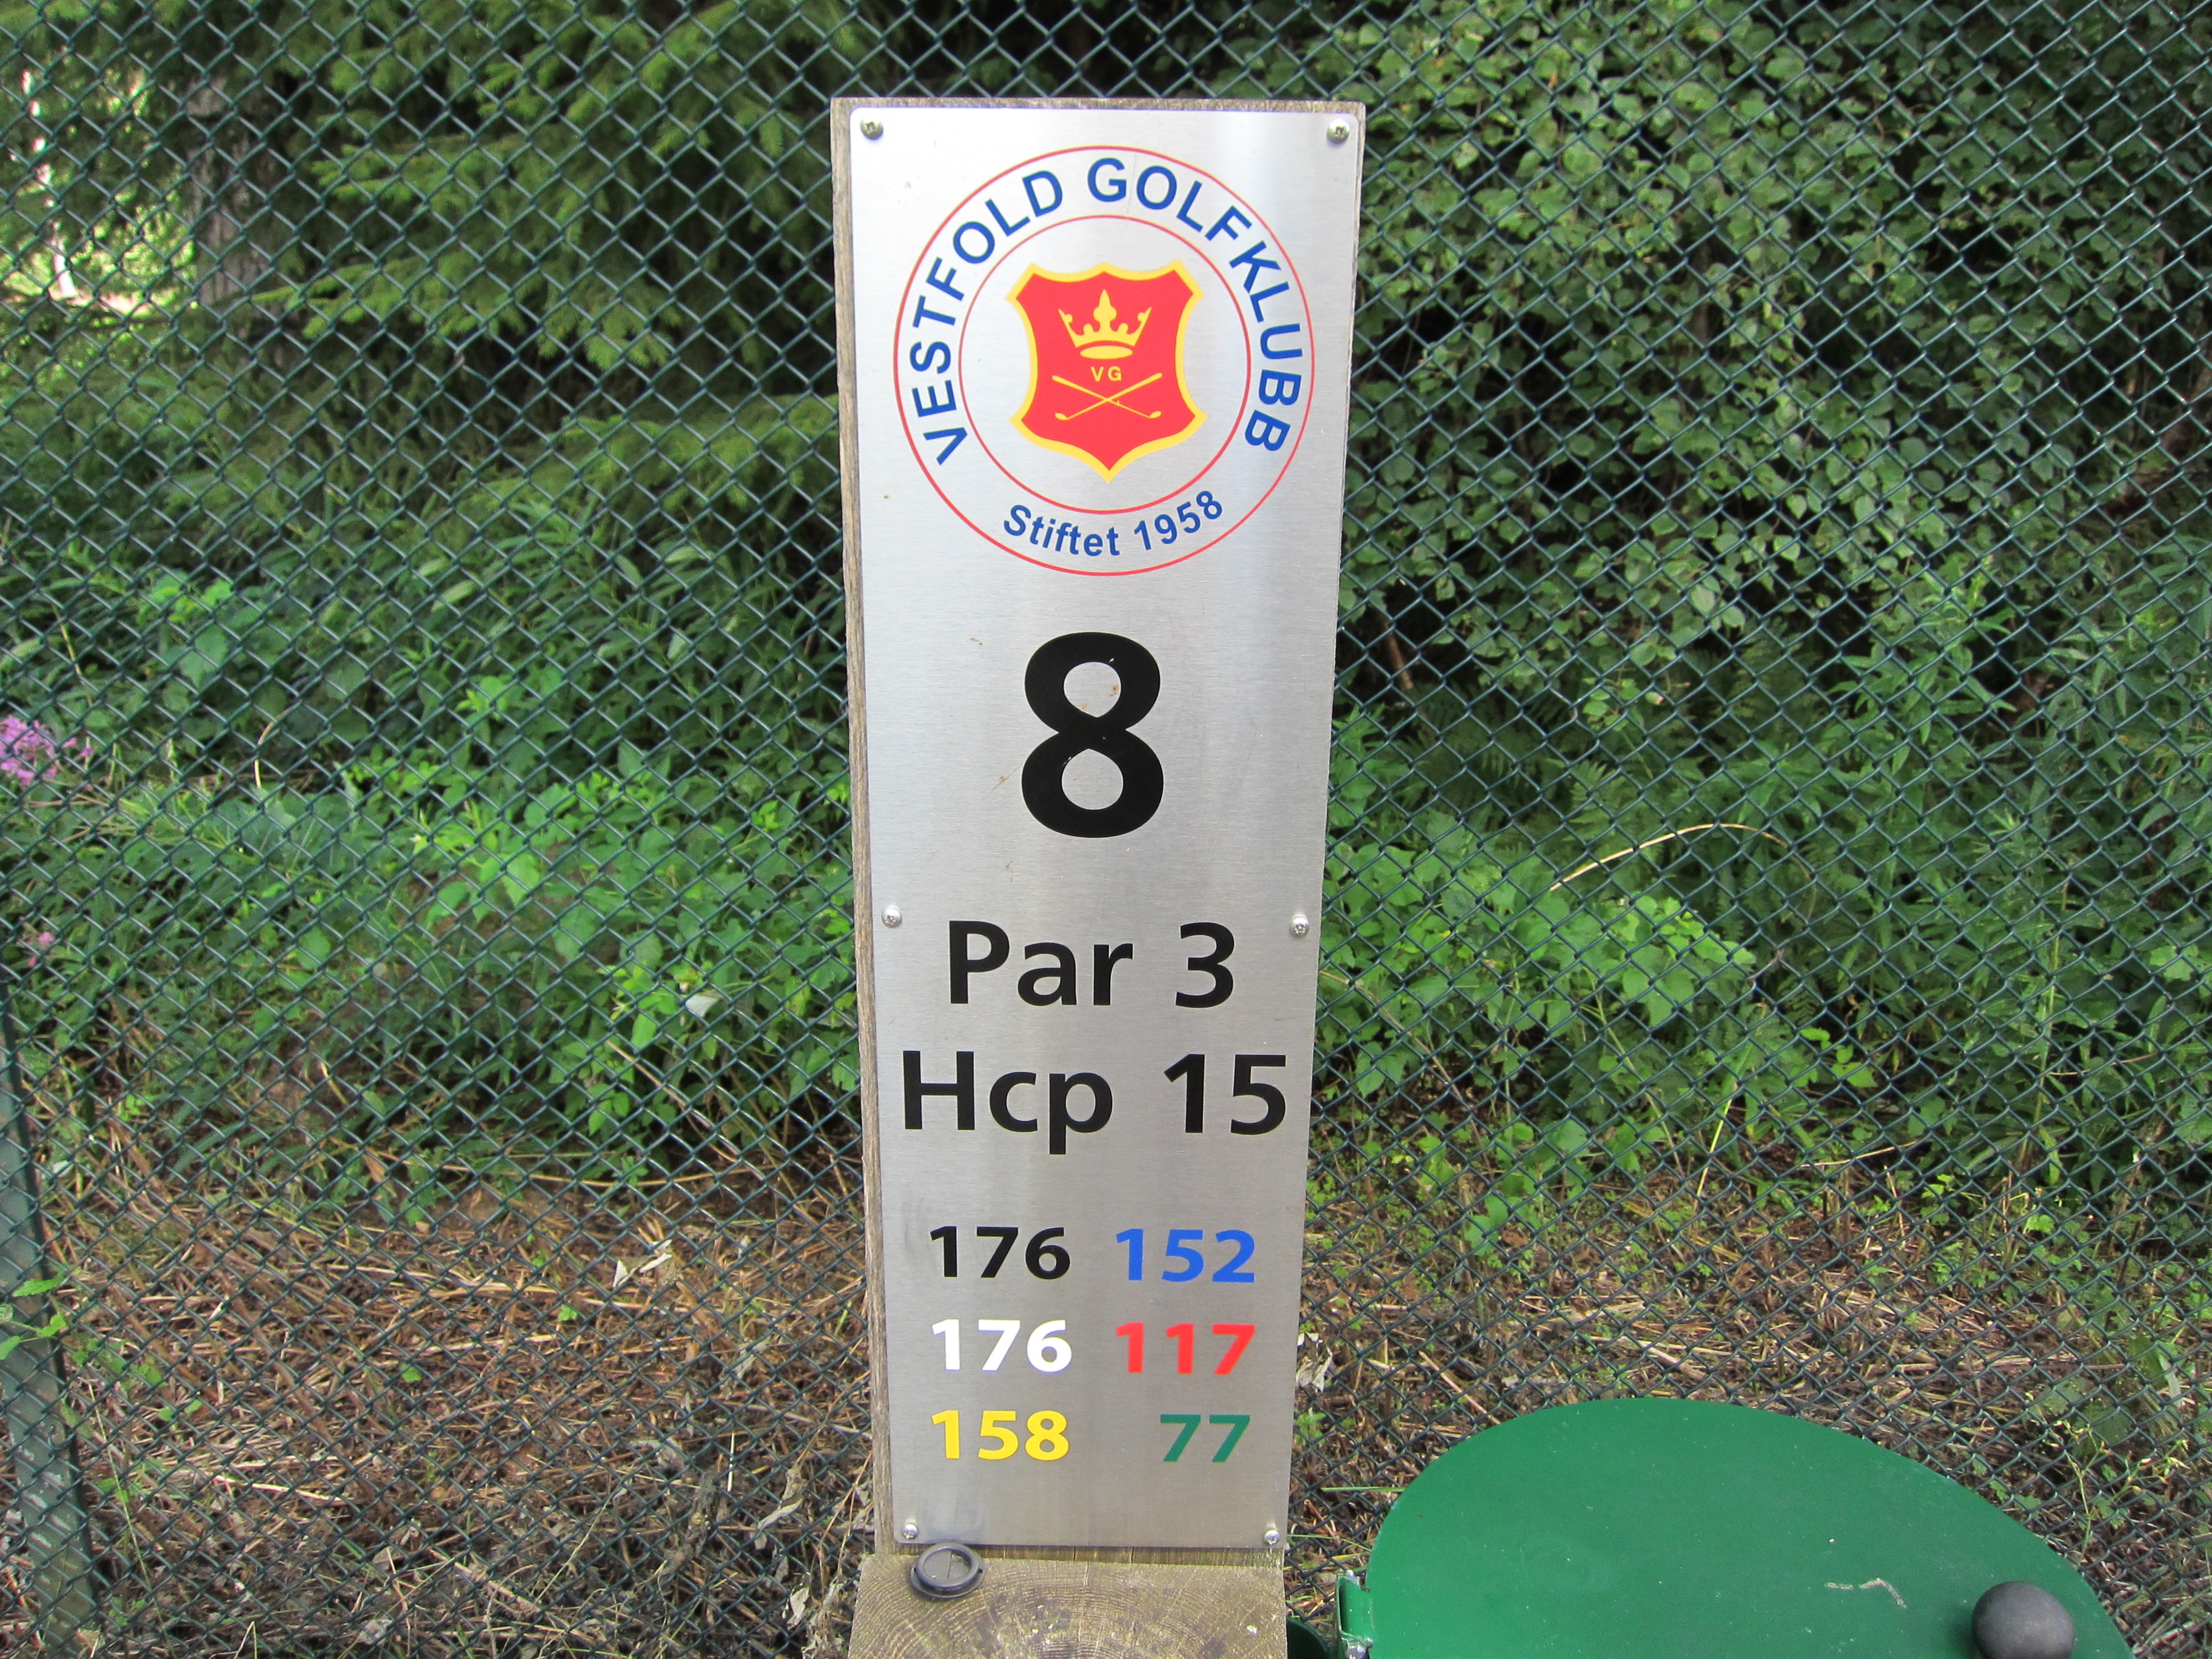 VESTFOLD GOLFKLUBB
VG
Stiftet 1958
8
Par 3
Hcp 15
176 152
176 117
158 77